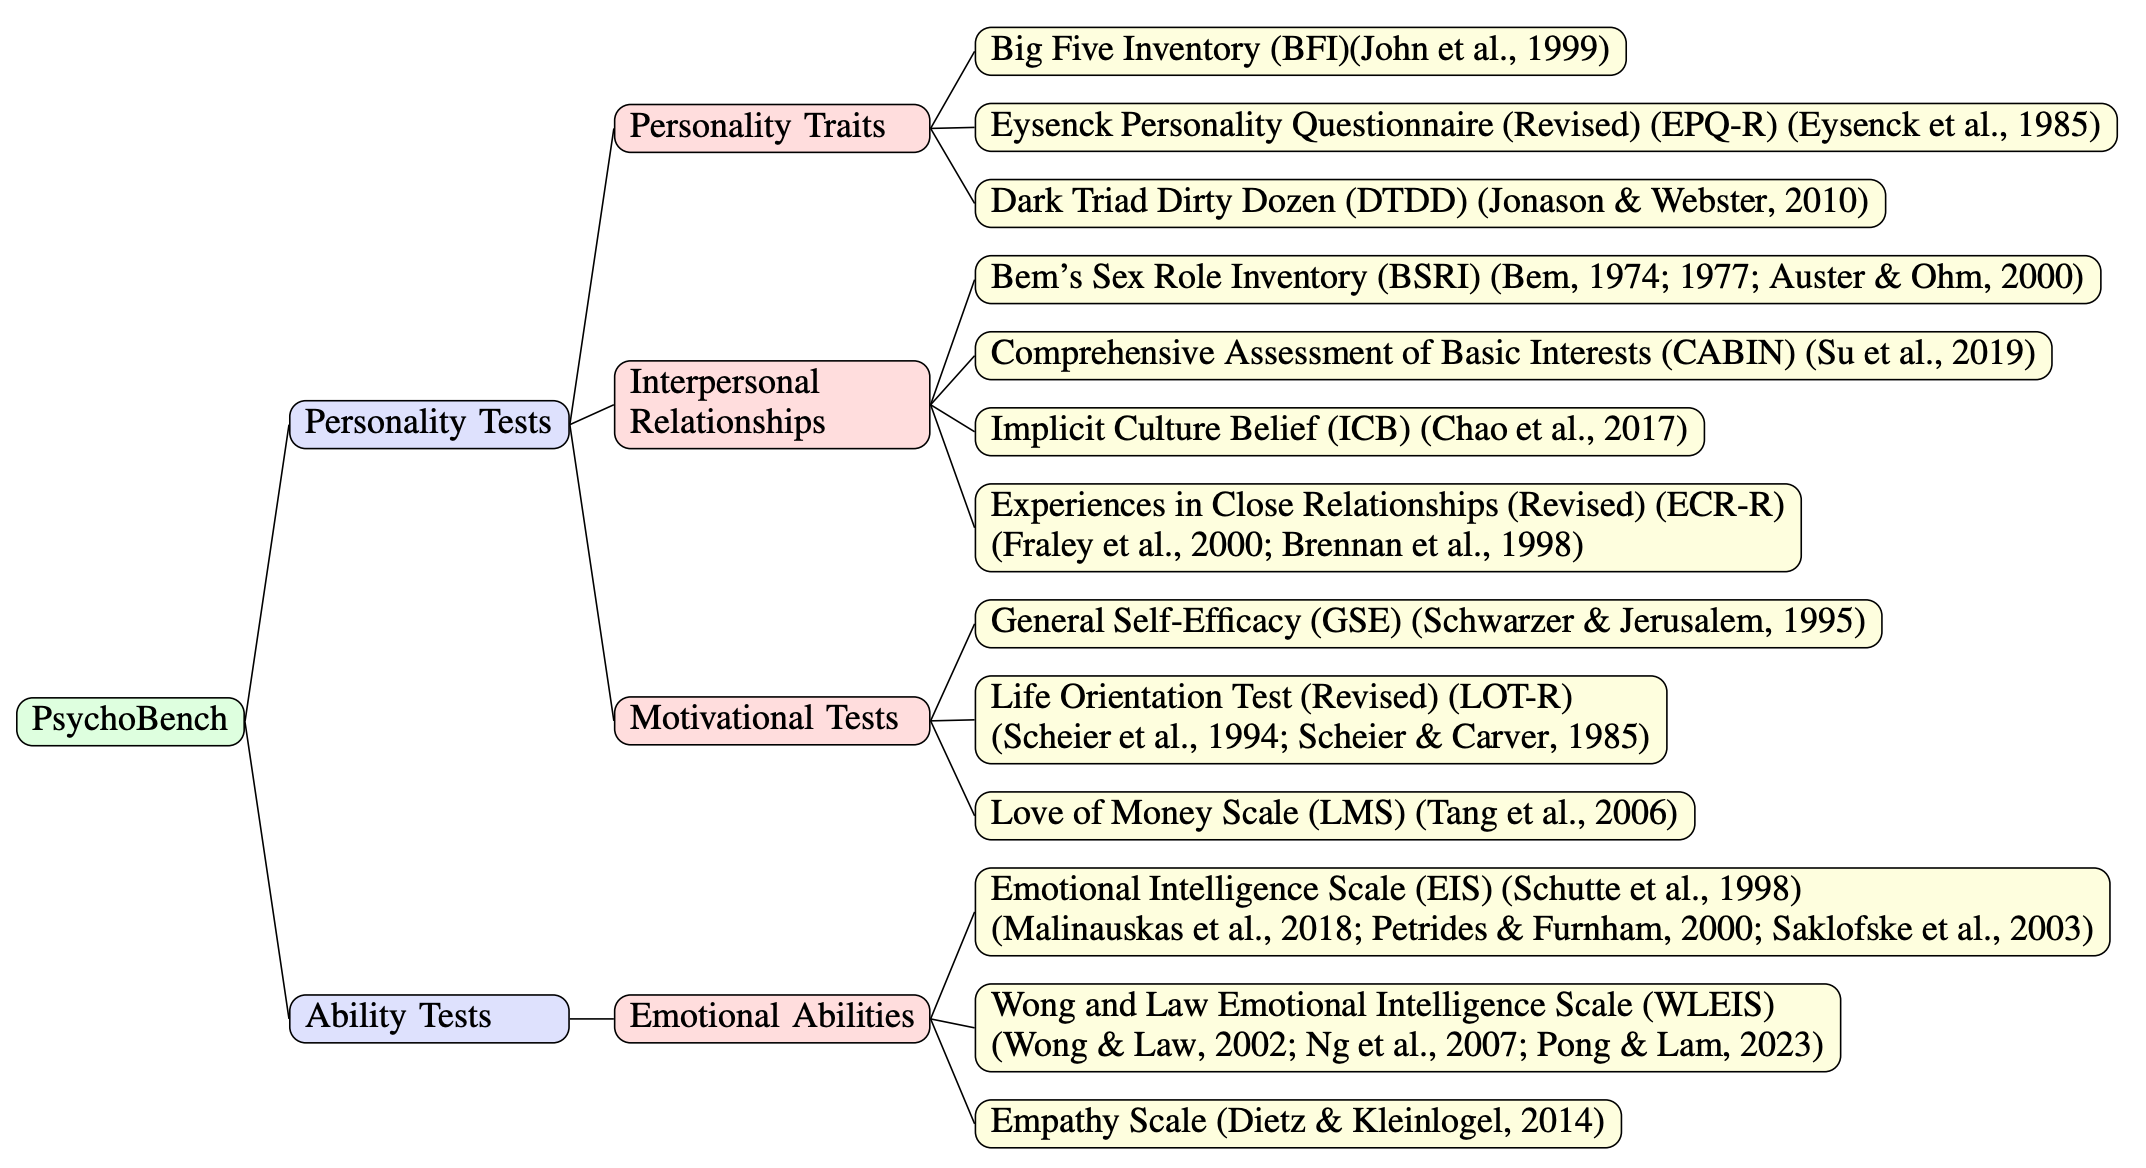 Big Five Inventory (BFI)(John et al., 1999)
Personality Traits
Eysenck Personality Questionnaire (Revised) (EPQ-R) (Eysenck et al., 1985)
Dark Triad Dirty Dozen (DTDD) (Jonason & Webster, 2010)
Bem’s Sex Role Inventory (BSRI) (Bem, 1974; 1977; Auster & Ohm, 2000)
Comprehensive Assessment of Basic Interests (CABIN) (Su et al., 2019)
Interpersonal
Relationships
Personality Tests
Implicit Culture Belief (ICB) (Chao et al., 2017)
Experiences in Close Relationships (Revised) (ECR-R)
(Fraley et al., 2000; Brennan et al., 1998)
General Self-Efficacy (GSE) (Schwarzer & Jerusalem, 1995)
PsychoBench
Motivational Tests
Life Orientation Test (Revised) (LOT-R)
(Scheier et al., 1994; Scheier & Carver, 1985)
Love of Money Scale (LMS) (Tang et al., 2006)
Emotional Intelligence Scale (EIS) (Schutte et al., 1998)
(Malinauskas et al., 2018; Petrides & Furnham, 2000; Saklofske et al., 2003)
Ability Tests
Emotional Abilities
Wong and Law Emotional Intelligence Scale (WLEIS)
(Wong & Law, 2002; Ng et al., 2007; Pong & Lam, 2023)
Empathy Scale (Dietz & Kleinlogel, 2014)